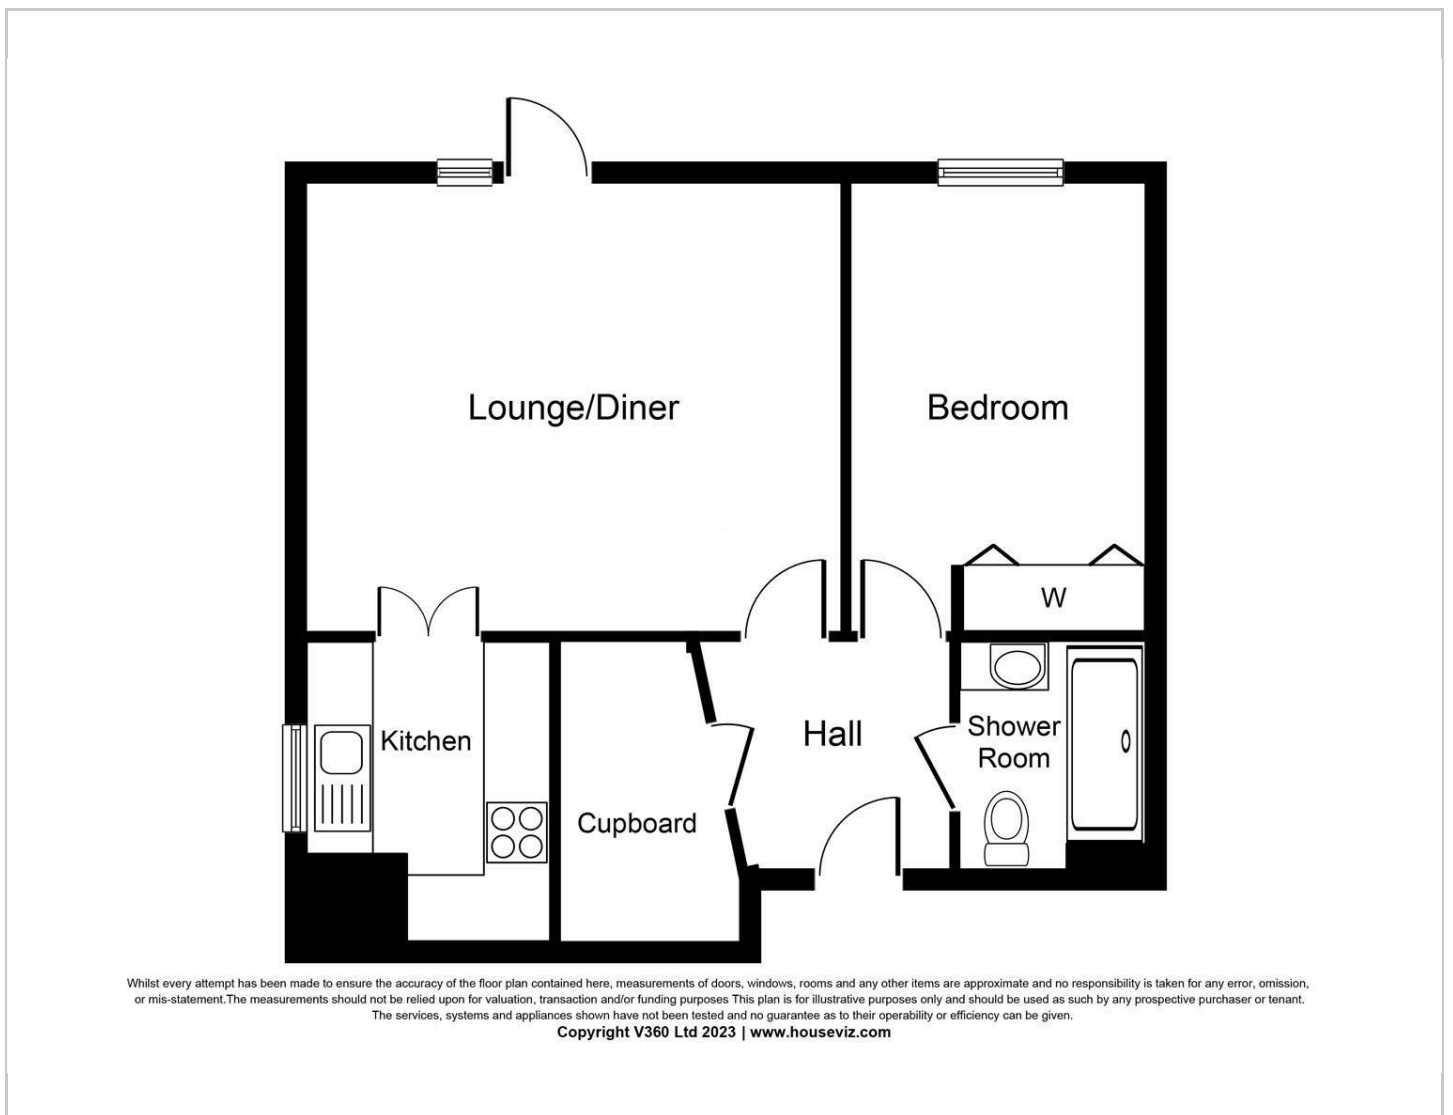 Lounge/Diner
Bedroom
W
Kitchen
Hall
Shower
Room
Cupboard
Whilst every attempt has been made to ensure the accuracy of the floor plan contained here, measurements of doors, windows, rooms and any other items are approximate and no responsibility is taken for any error, omission,
or mis-statement.The measurements should not be relied upon for valuation, transaction and/or funding purposes This plan is for illustrative purposes only and should be used as such by any prospective purchaser or tenant.
The services, systems and appliances shown have not been tested and no guarantee as to their operability or efficiency can be given.
Copyright V360 Ltd 2023 | www.houseviz.com